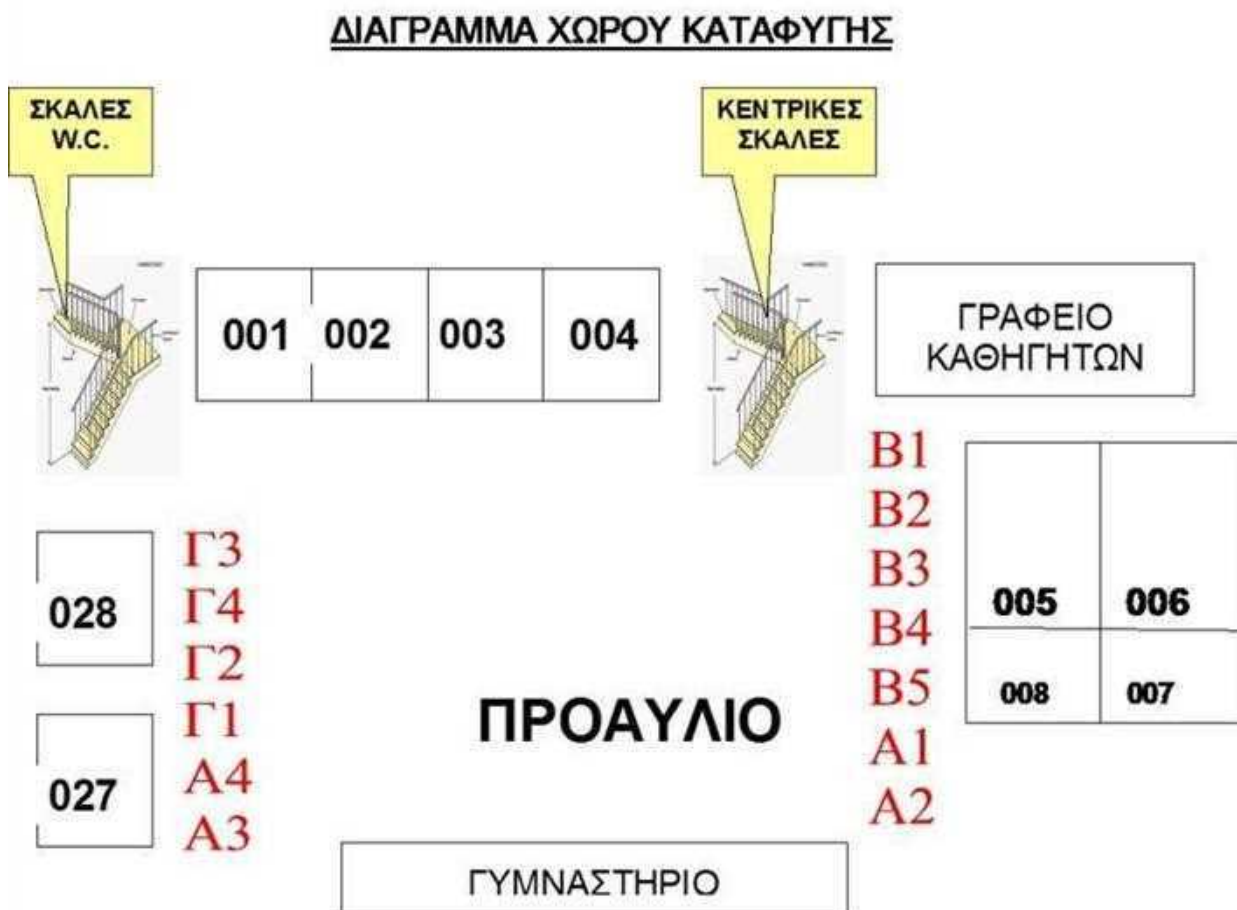 ΔΙΑΓΡΑΜΜΑ ΧΩΡΟΥ ΚΑΤΑΦΥΓΗΣ
ΣΚΑΛΕΣ
W.C.
ΚΕΝΤΡΙΚΕΣ
ΣΚΑΛΕΣ
001 002 003 004
ΓΡΑΦΕΙΟ
ΚΑΘΗΓΗΤΩΝ
028
027
Γ3
Γ4
Γ2
Γ1
Α4
Α3
ΠΡΟΑΥΛΙΟ
Β1
Β2
Β3
Β4
Β5
Α1
Α2
005 006
008 007
ΓΥΜΝΑΣΤΗΡΙΟ